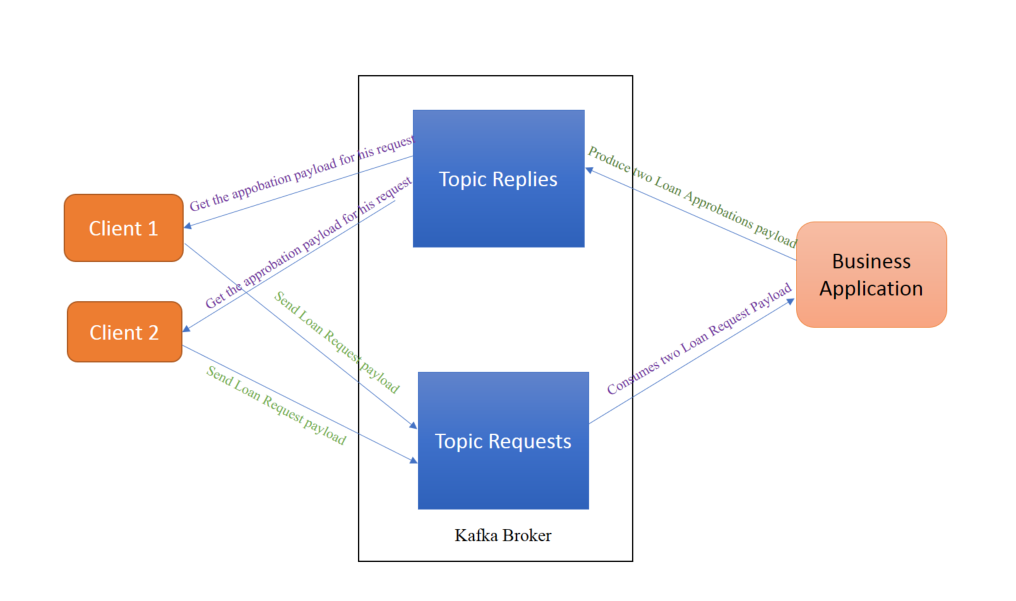 Get the appobation payload for his request
Topic Replies
Produce two Loan Approbations payload
Client 1
Get the approbation payload for his request
Business
Application
Client 2
Send Loan Request payload
Consumes two Loan Request Payload
Send Loan Request payload
Topic Requests
Kafka Broker